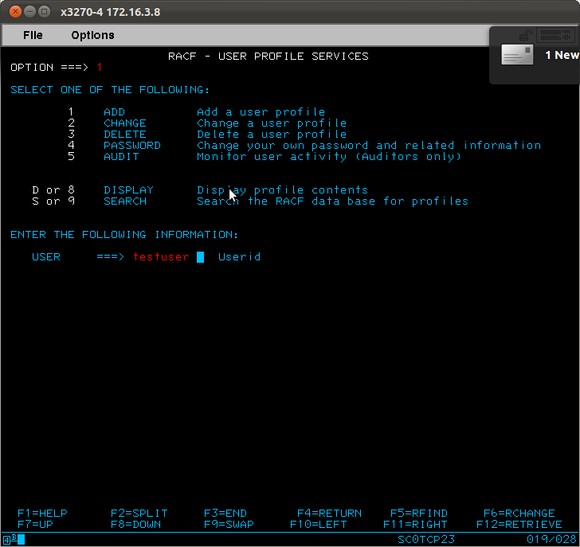 x3270-4 172.16.3.8
File Options
1 New
RACF - USER PROFILE SERVICES
OPTION ===> 1
SELECT ONE OF THE FOLLOWING:
1 ADD Add a user profile
2 CHANGE Change a user profile
3 DELETE Delete a user profile
4 PASSWORD Change your own password and related information
5 AUDIT Monitor user activity (Auditors only)
D or 8 DISPLAY Display profile contents
S or 9 SEARCH Search the RACF data base for profiles
ENTER THE FOLLOWING INFORMATION:
USER ===> testuser Userid
F1=HELP F2=SPLIT F3=END F4=RETURN F5=RFIND F6=RCHANGE
F7=UP F8=DOWN F9=SWAP F10=LEFT F11=RIGHT F12=RETRIEVE
SC0TCP23 019/028